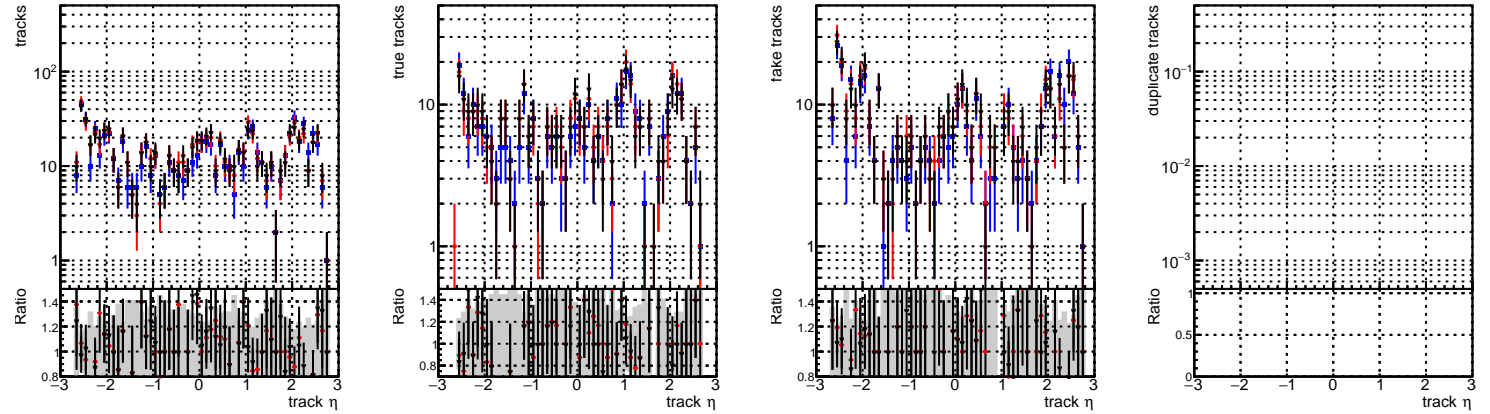 tracks
10²
10
1
Ratio
1.4
1.2
1
0.8
−3 −2 −1 0 1 2 3
track η
true tracks
10
1
Ratio
1.4
1.2
1
0.8
−3 −2 −1 0 1 2 3
track η
fake tracks
10
1
Ratio
1.4
1.2
1
0.8
−3 −2 −1 0 1 2 3
track η
duplicate tracks
10⁻¹
10⁻²
10⁻³
Ratio
1
0.5
0
−3 −2 −1 0 1 2 3
track η